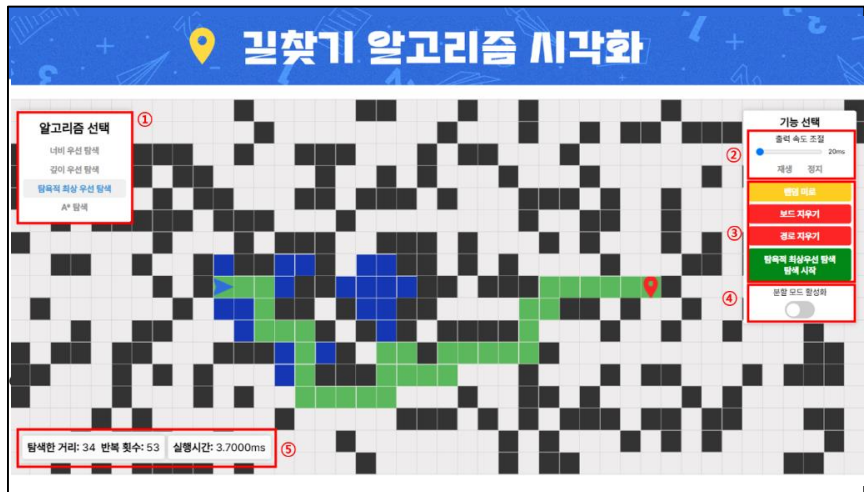 길찾기 알고리즘 시각화
①
알고리즘 선택
너비 우선 탐색
깊이 우선 탐색
탐욕적 최상 우선 탐색
A* 탐색
기능 선택
②
출력 속도 조절
20ms
재생 정지
③
랜덤 미로
보드 지우기
경로 지우기
탐욕적 최상우선 탐색
탐색 시작
④
분할 모드 활성화
탐색한 거리: 34 반복 횟수: 53 실행시간: 3.7000ms
⑤